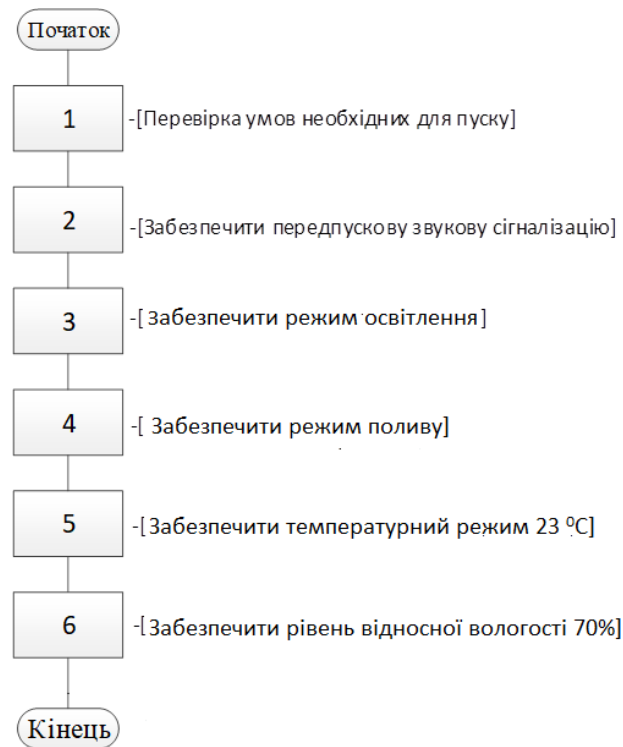 Початок
1 -[Перевірка умов необхідних для пуску]
2 -[Забезпечити передпускову звукову сігналізацію]
3 -[ Забезпечити режим освітлення]
4 -[ Забезпечити режим поливу]
5 -[Забезпечити температурний режим 23 ⁰С]
6 -[Забезпечити рівень відносної вологості 70%]
Кінець